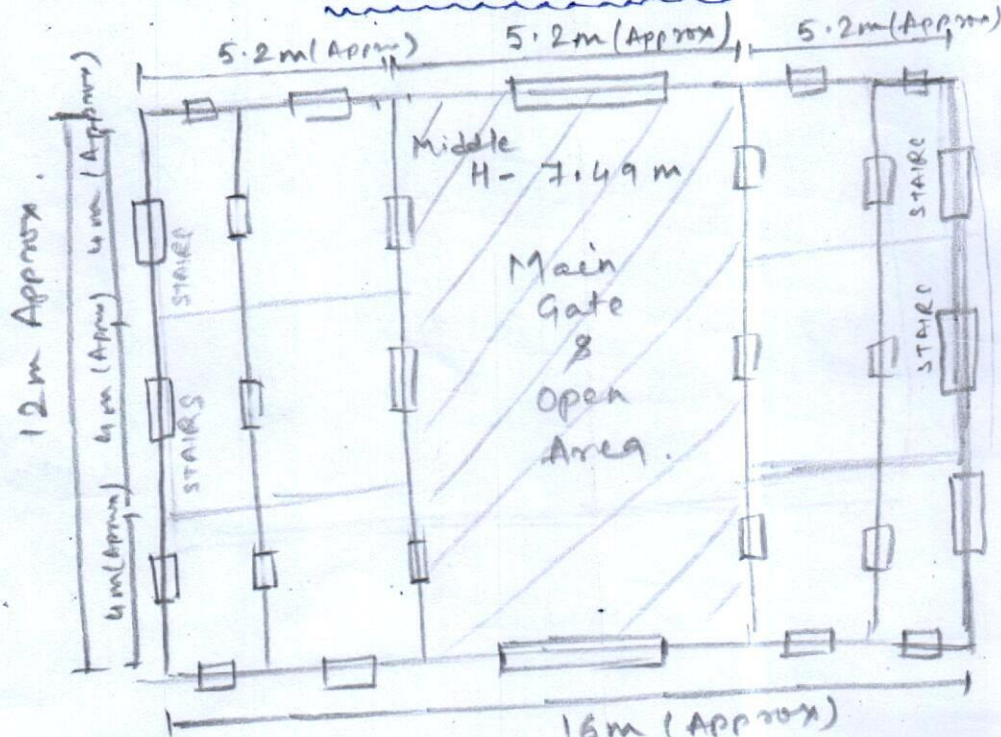 5.2m(Approx)
5.2m(Approx)
5.2m(Approx)
Middle
H- 7.49 m
Main
Gate
&
Open
Area.
12m Approx.
4m (Approx)
4m (Approx)
4m (Approx)
STAIRS
STAIRS
STAIRS
STAIRS
16m (Approx)